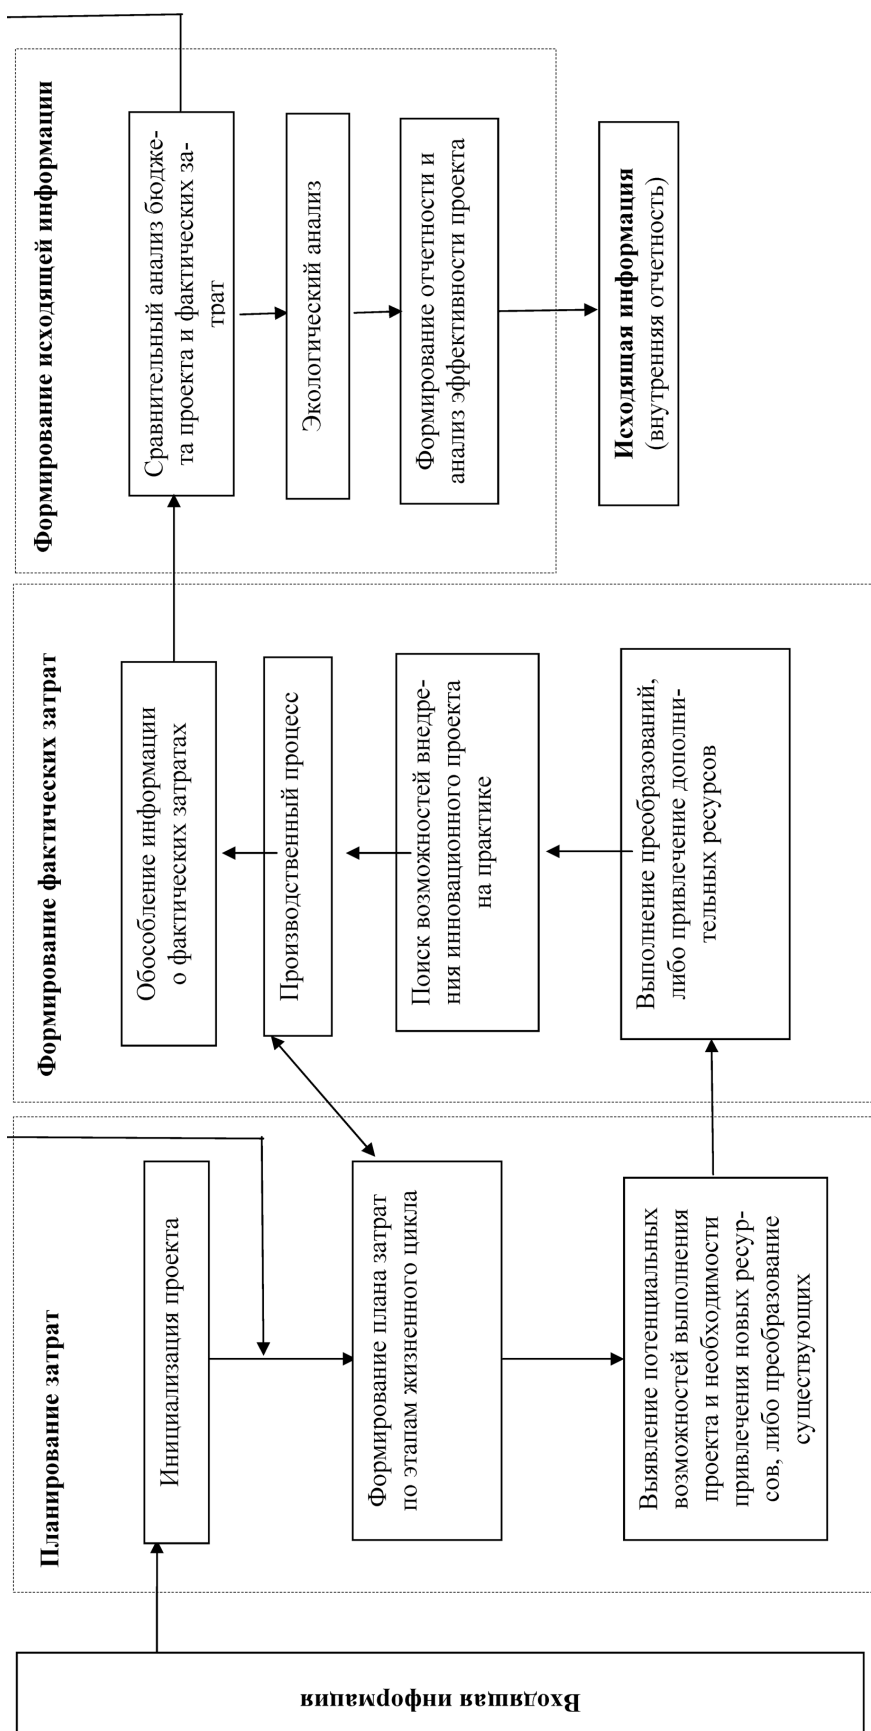 Входящая информация
Планирование затрат
Инициализация проекта
Формирование плана затрат
по этапам жизненного цикла
Выявление потенциальных
возможностей выполнения
проекта и необходимости
привлечения новых ресур-
сов, либо преобразование
существующих
Формирование фактических затрат
Обособление информации
о фактических затратах
Производственный процесс
Поиск возможностей внедре-
ния инновационного проекта
на практике
Выполнение преобразований,
либо привлечение дополни-
тельных ресурсов
Формирование исходящей информации
Сравнительный анализ бюдже-
та проекта и фактических за-
трат
Экологический анализ
Формирование отчетности и
анализ эффективности проекта
Исходящая информация
(внутренняя отчетность)